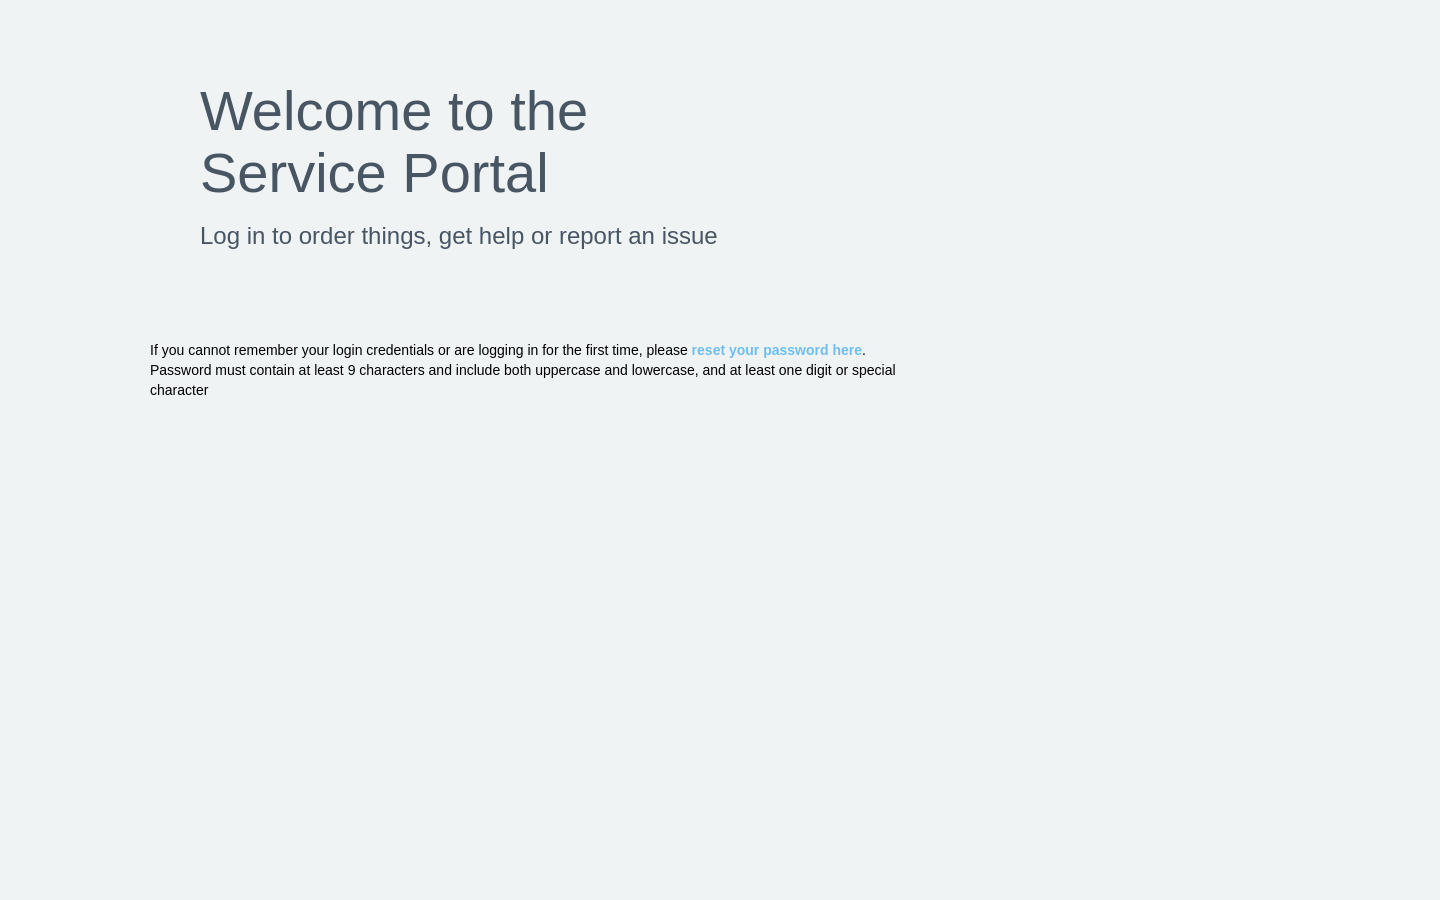 Welcome to the
Service Portal
Log in to order things, get help or report an issue
If you cannot remember your login credentials or are logging in for the first time, please reset your password here.
Password must contain at least 9 characters and include both uppercase and lowercase, and at least one digit or special
character